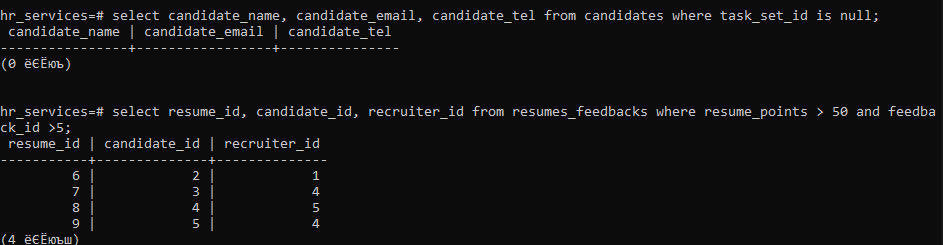 hr_services=# select candidate_name, candidate_email, candidate_tel from candidates where task_set_id is null;
 candidate_name | candidate_email | candidate_tel
----------------+-----------------+---------------
(0 ёЄЁюъ)
hr_services=# select resume_id, candidate_id, recruiter_id from resumes_feedbacks where resume_points > 50 and feedba
ck_id >5;
 resume_id | candidate_id | recruiter_id
-----------+--------------+--------------
         6 |            2 |            1
         7 |            3 |            4
         8 |            4 |            5
         9 |            5 |            4
(4 ёЄЁюъш)